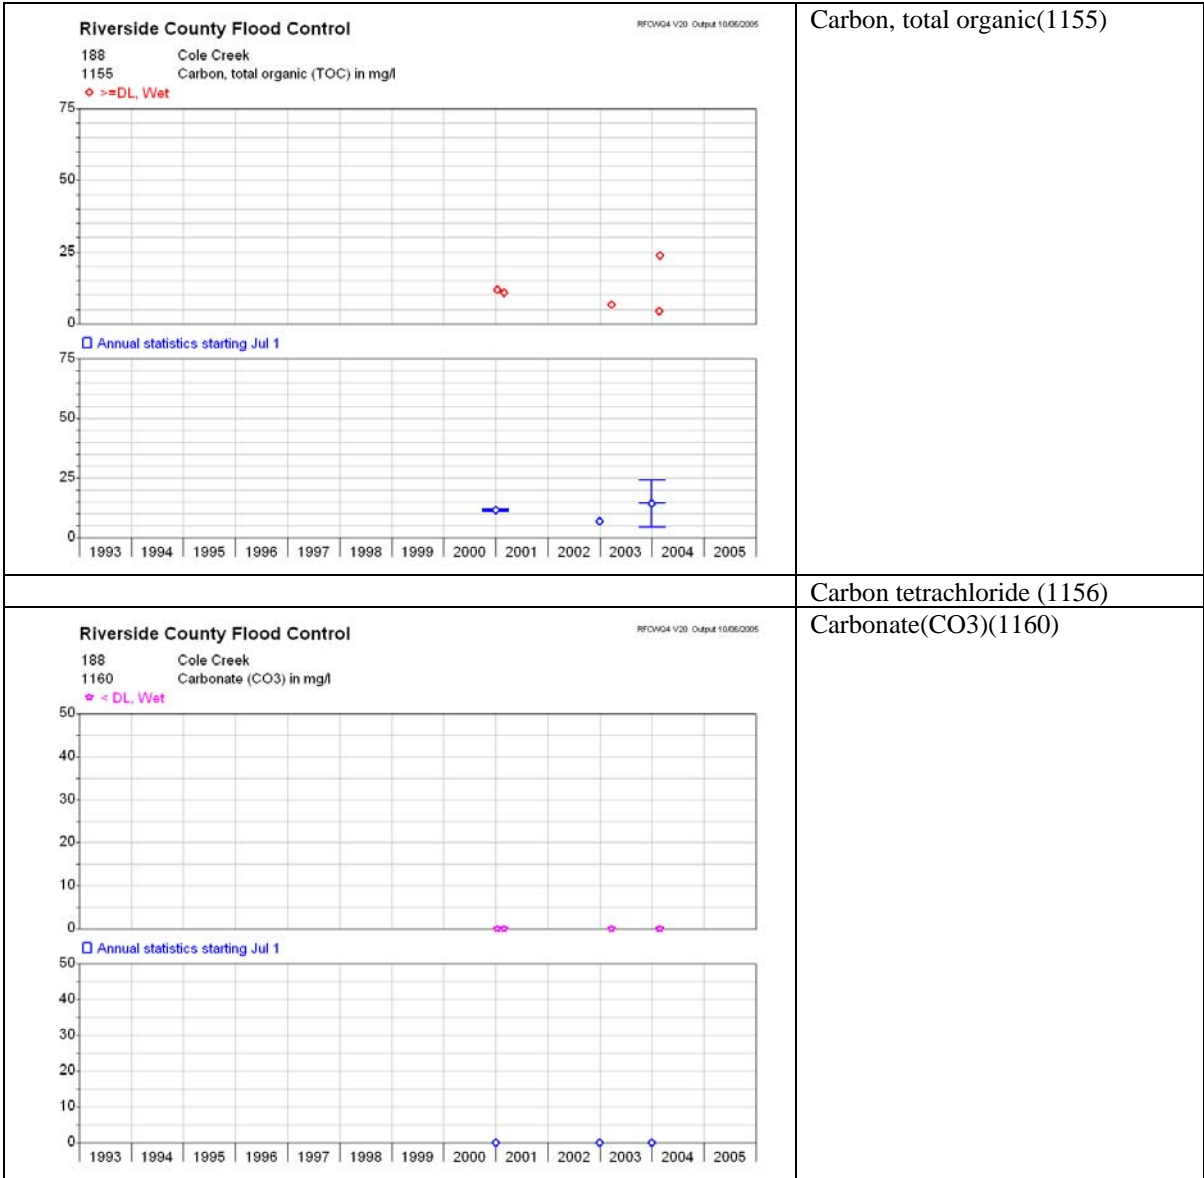 Riverside County Flood Control
RFCWQ4 V20 Output 10/06/2005
Carbon, total organic(1155)
188 Cole Creek
1155 Carbon, total organic (TOC) in mg/l
>=DL, Wet
75
50
25
0
Annual statistics starting Jul 1
75
50
25
0
1993 1994 1995 1996 1997 1998 1999 2000 2001 2002 2003 2004 2005
Carbon tetrachloride (1156)
Riverside County Flood Control
RFCWQ4 V20 Output 10/06/2005
Carbonate(CO3)(1160)
188 Cole Creek
1160 Carbonate (CO3) in mg/l
< DL, Wet
50
40
30
20
10
0
Annual statistics starting Jul 1
50
40
30
20
10
0
1993 1994 1995 1996 1997 1998 1999 2000 2001 2002 2003 2004 2005